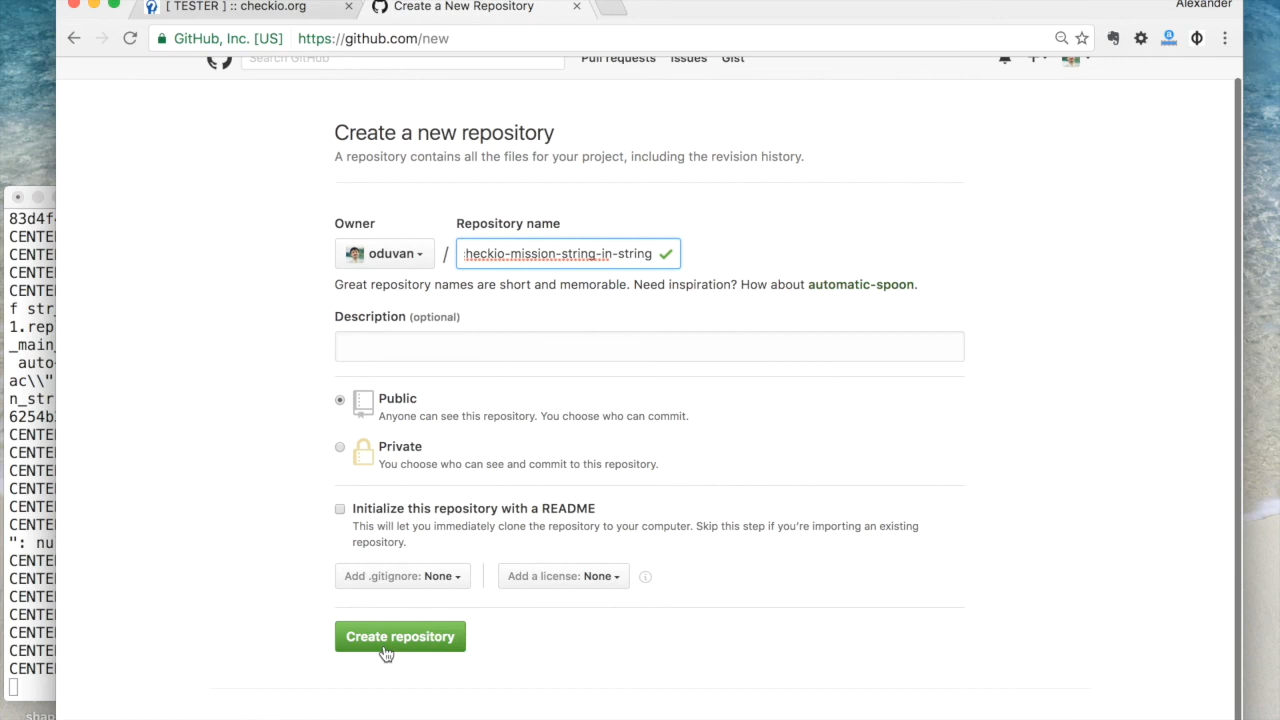 Alexander
[ TESTER ] :: checkio.org
Create a New Repository
GitHub, Inc. [US] https://github.com/new
Search GitHub
Pull requests
Issues
Gist
Create a new repository
A repository contains all the files for your project, including the revision history.
Owner
Repository name
oduvan
/
heckio-mission-string-in-string
Great repository names are short and memorable. Need inspiration? How about automatic-spoon.
Description (optional)
Public
Anyone can see this repository. You choose who can commit.
Private
You choose who can see and commit to this repository.
Initialize this repository with a README
This will let you immediately clone the repository to your computer. Skip this step if you're importing an existing
repository.
Add .gitignore: None
Add a license: None
Create repository
83d4f
CENTE
CENTE
CENTE
CENTE
f str
1.rep
_main
auto
ac\\"
n_str
6254b
CENTE
CENTE
CENTE
CENTE
CENTE
CENTE
": nu
CENTE
CENTE
CENTE
CENTE
CENTE
CENTE
CENTE